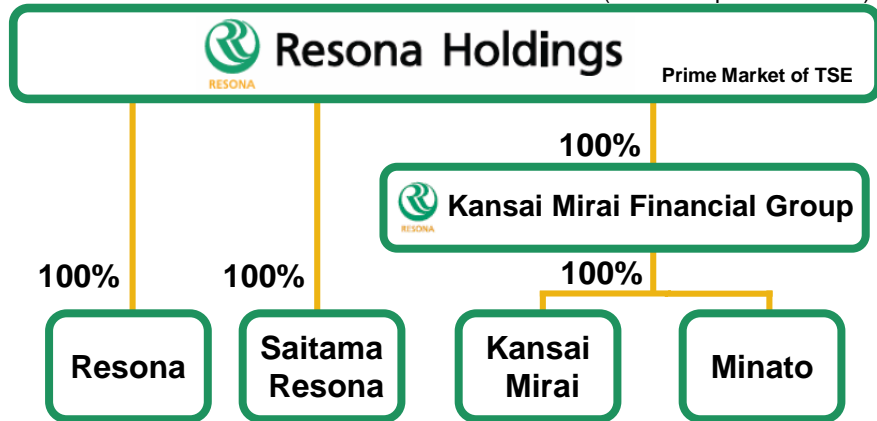 Resona Holdings
RESONA
Prime Market of TSE
100%
Kansai Mirai Financial Group
RESONA
100% 100% 100%
Resona
Saitama
Resona
Kansai
Mirai
Minato